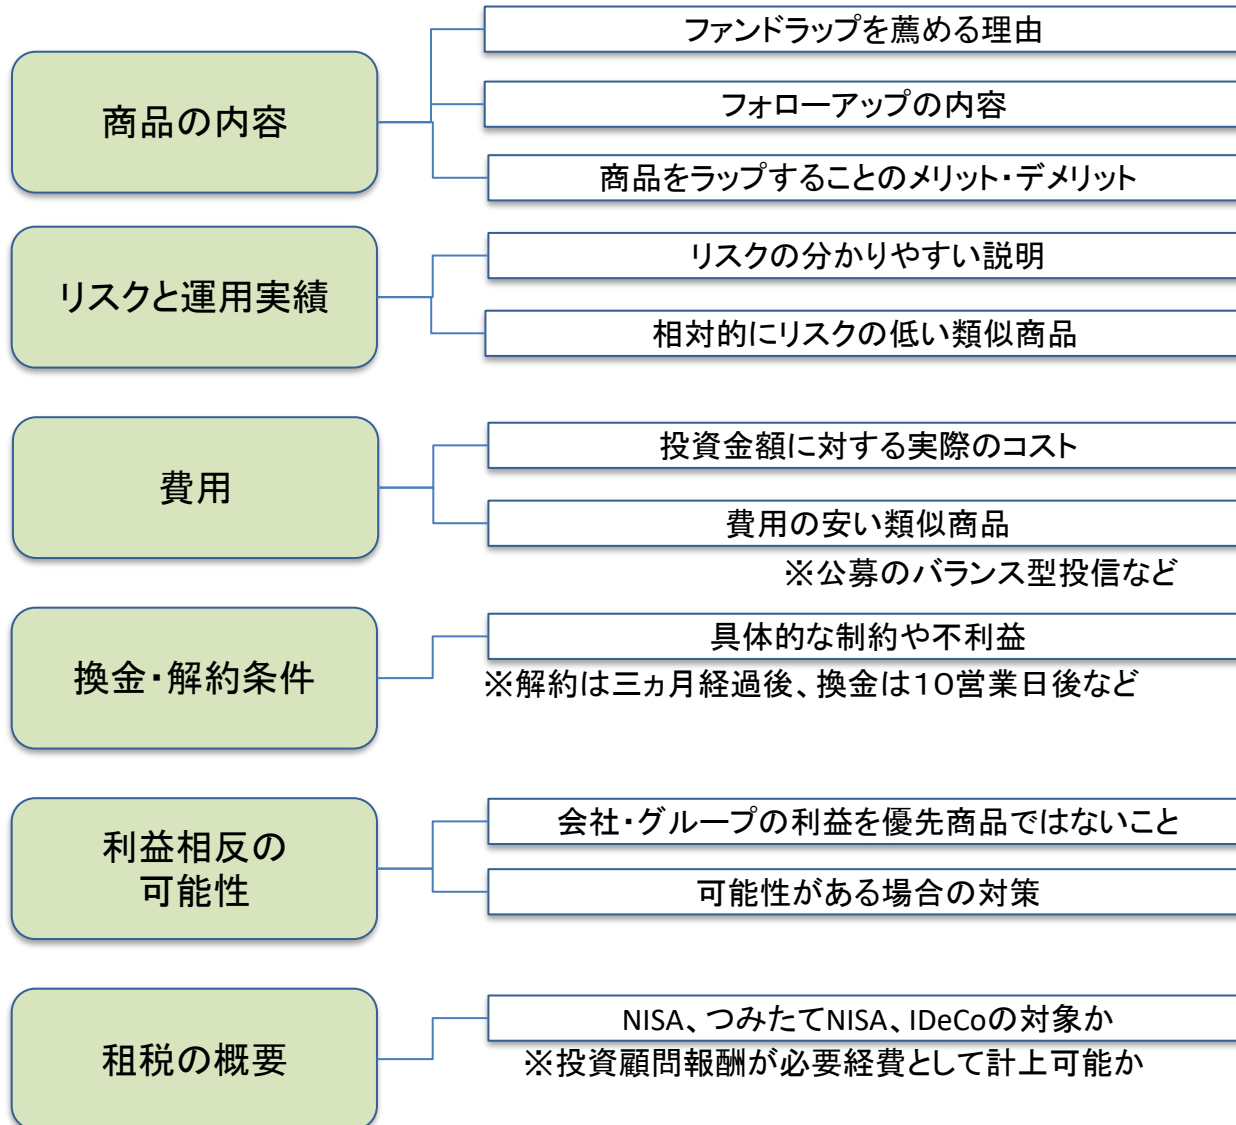 商品の内容
ファンドラップを薦める理由
フォローアップの内容
商品をラップすることのメリット・デメリット
リスクと運用実績
リスクの分かりやすい説明
相対的にリスクの低い類似商品
費用
投資金額に対する実際のコスト
費用の安い類似商品
※公募のバランス型投信など
換金・解約条件
具体的な制約や不利益
※解約は三ヵ月経過後、換金は10営業日後など
利益相反の
可能性
会社・グループの利益を優先商品ではないこと
可能性がある場合の対策
租税の概要
NISA、つみたてNISA、IDeCoの対象か
※投資顧問報酬が必要経費として計上可能か